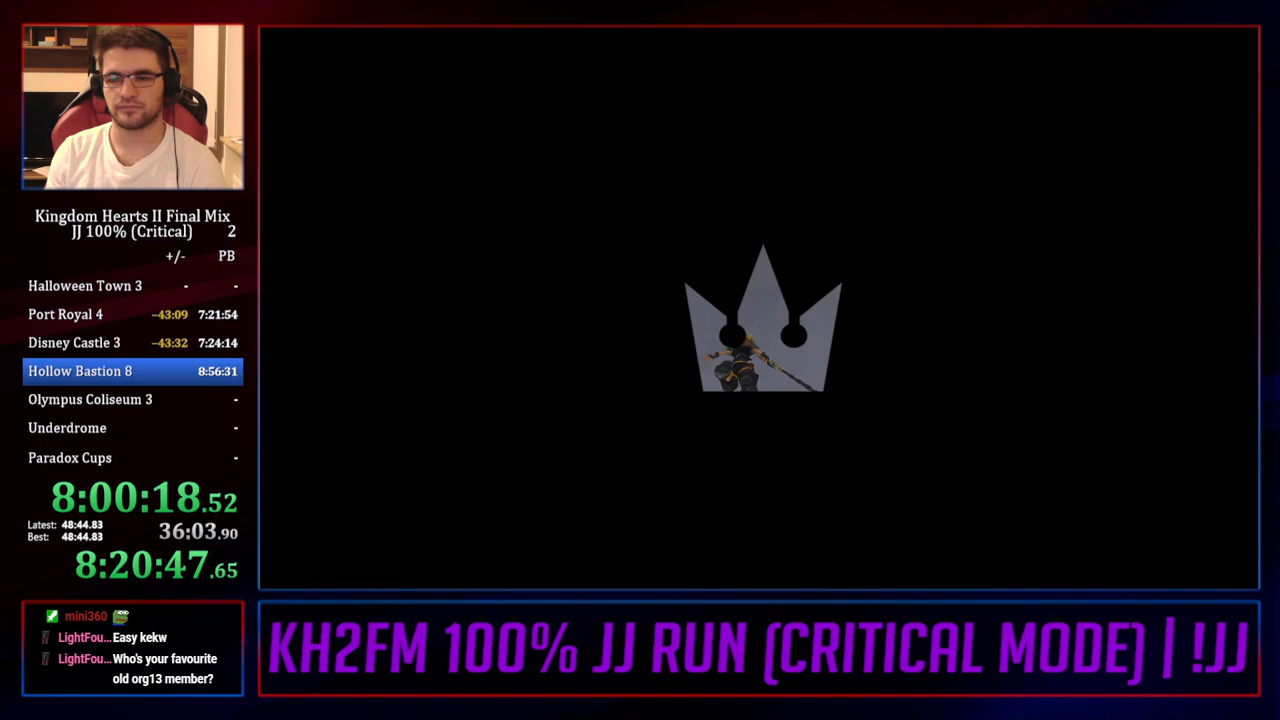 Kingdom Hearts II Final Mix
JJ 100% (Critical) 2
+/- PB
Halloween Town 3 - -
Port Royal 4 -43:09 7:21:54
Disney Castle 3 -43:32 7:24:14
Hollow Bastion 8 8:56:31
Olympus Coliseum 3 -
Underdrome -
Paradox Cups -
8:00:18.52
Latest: 48:44.83
Best: 48:44.83
36:03.90
8:20:47.65
mini360
LightFou... Easy kekw
LightFou... Who's your favourite
old org13 member?
KH2FM 100% JJ RUN (CRITICAL MODE) | !JJ